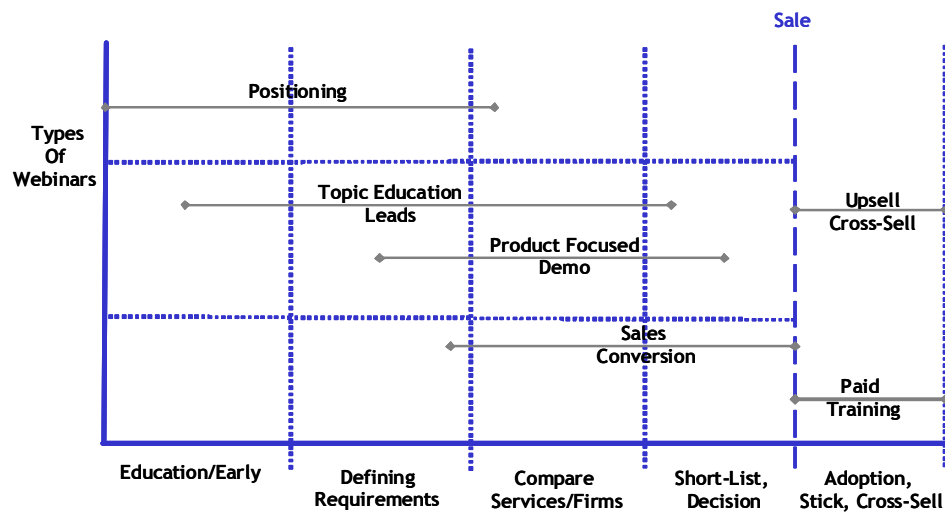 Sale
Positioning
Types
Of
Webinars
Topic Education
Leads
Upsell
Cross-Sell
Product Focused
Demo
Sales
Conversion
Paid
Training
Education/Early
Defining
Requirements
Compare
Services/Firms
Short-List,
Decision
Adoption,
Stick, Cross-Sell